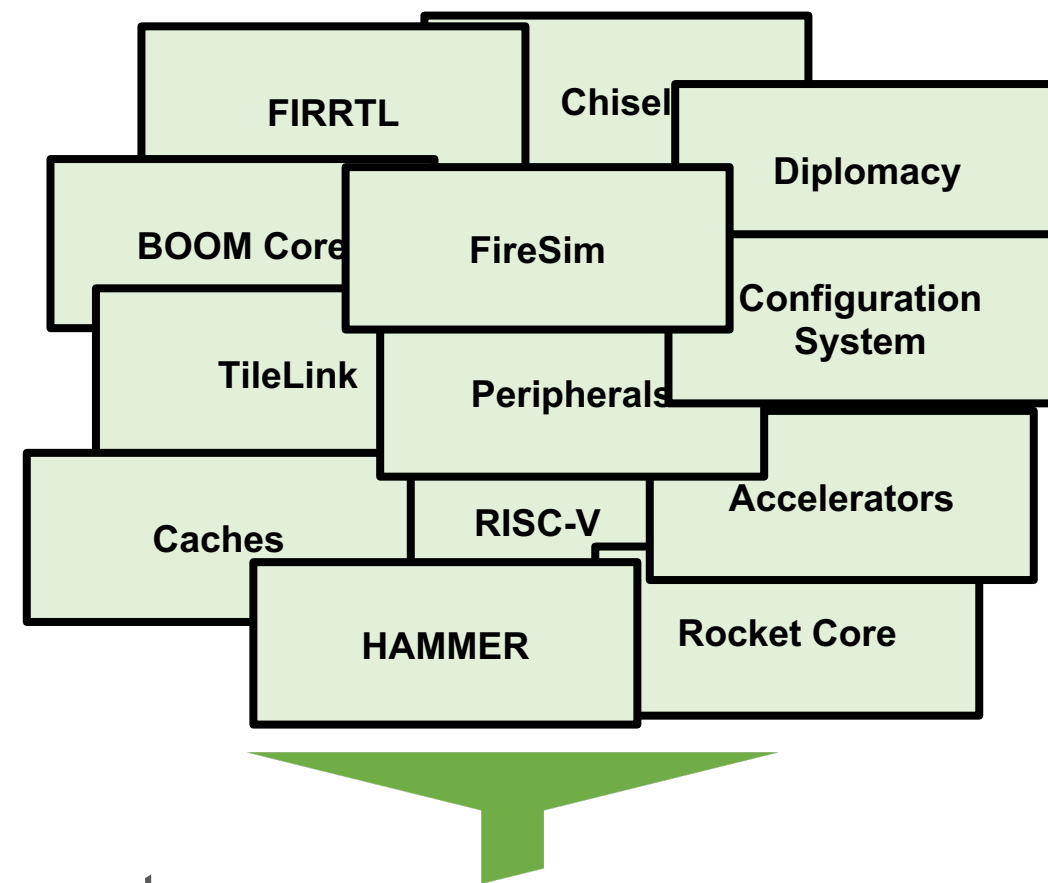 Chisel
FIRRTL
Diplomacy
BOOM Core
FireSim
Configuration
System
TileLink
Peripherals
Accelerators
RISC-V
Caches
Rocket Core
HAMMER